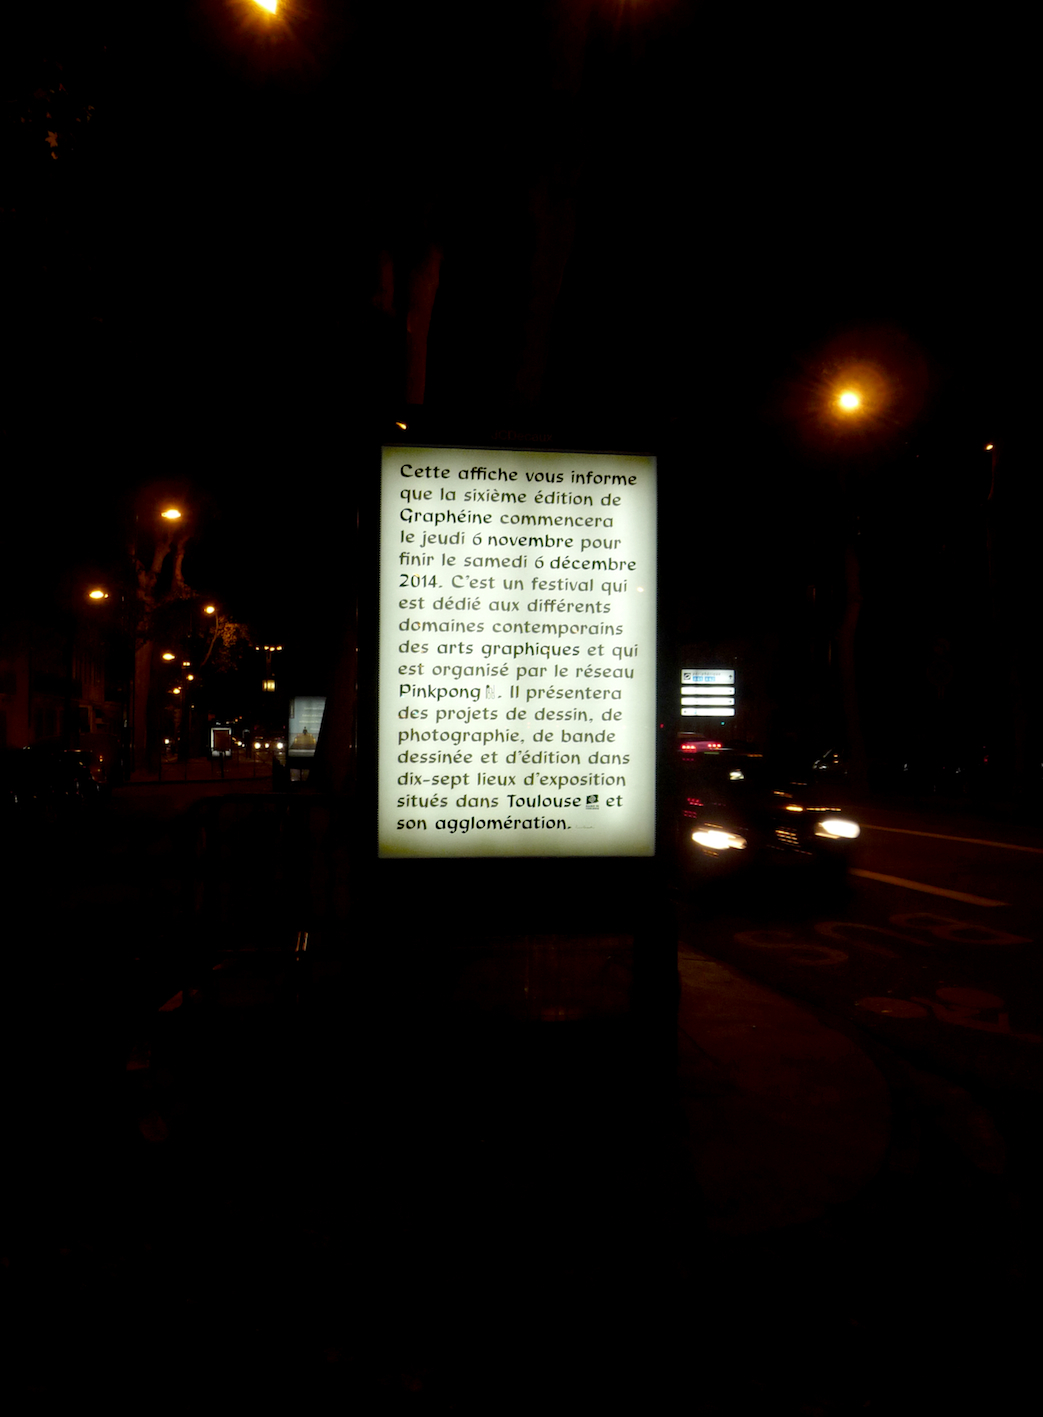 Cette affiche vous informe
que la sixième édition de
Graphéine commencera
le jeudi 6 novembre pour
finir le samedi 6 décembre
2014. C'est un festival qui
est dédié aux différents
domaines contemporains
des arts graphiques et qui
est organisé par le réseau
Pinkpong . Il présentera
des projets de dessin, de
photographie, de bande
dessinée et d'édition dans
dix-sept lieux d'exposition
situés dans Toulouse et
son agglomération.
BUS